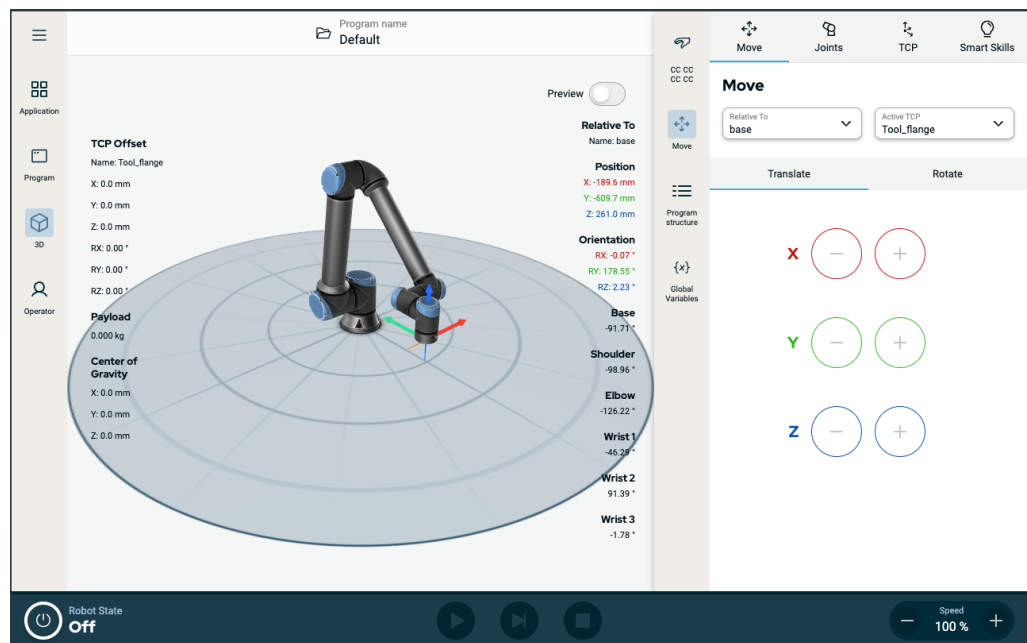 Program name
Default
Application
Program
3D
Operator
Preview
TCP Offset
Name: Tool_flange
X: 0.0 mm
Y: 0.0 mm
Z: 0.0 mm
RX: 0.00 °
RY: 0.00 °
RZ: 0.00 °
Payload
0.000 kg
Center of
Gravity
X: 0.0 mm
Y: 0.0 mm
Z: 0.0 mm
Relative To
Name: base
Position
X: -189.6 mm
Y: -609.7 mm
Z: 261.0 mm
Orientation
RX: -0.07 °
RY: 178.55 °
RZ: 2.23 °
Base
-91.71 °
Shoulder
-98.96 °
Elbow
-126.22 °
Wrist 1
-46.29 °
Wrist 2
91.39 °
Wrist 3
-1.78 °
CC CC
CC CC
Move
Program
structure
{x}
Global
Variables
Move
Joints
TCP
Smart Skills
Move
Relative To
base
Active TCP
Tool_flange
Translate
Rotate
X − +
Y − +
Z − +
Robot State
Off
Speed
− 100 % +